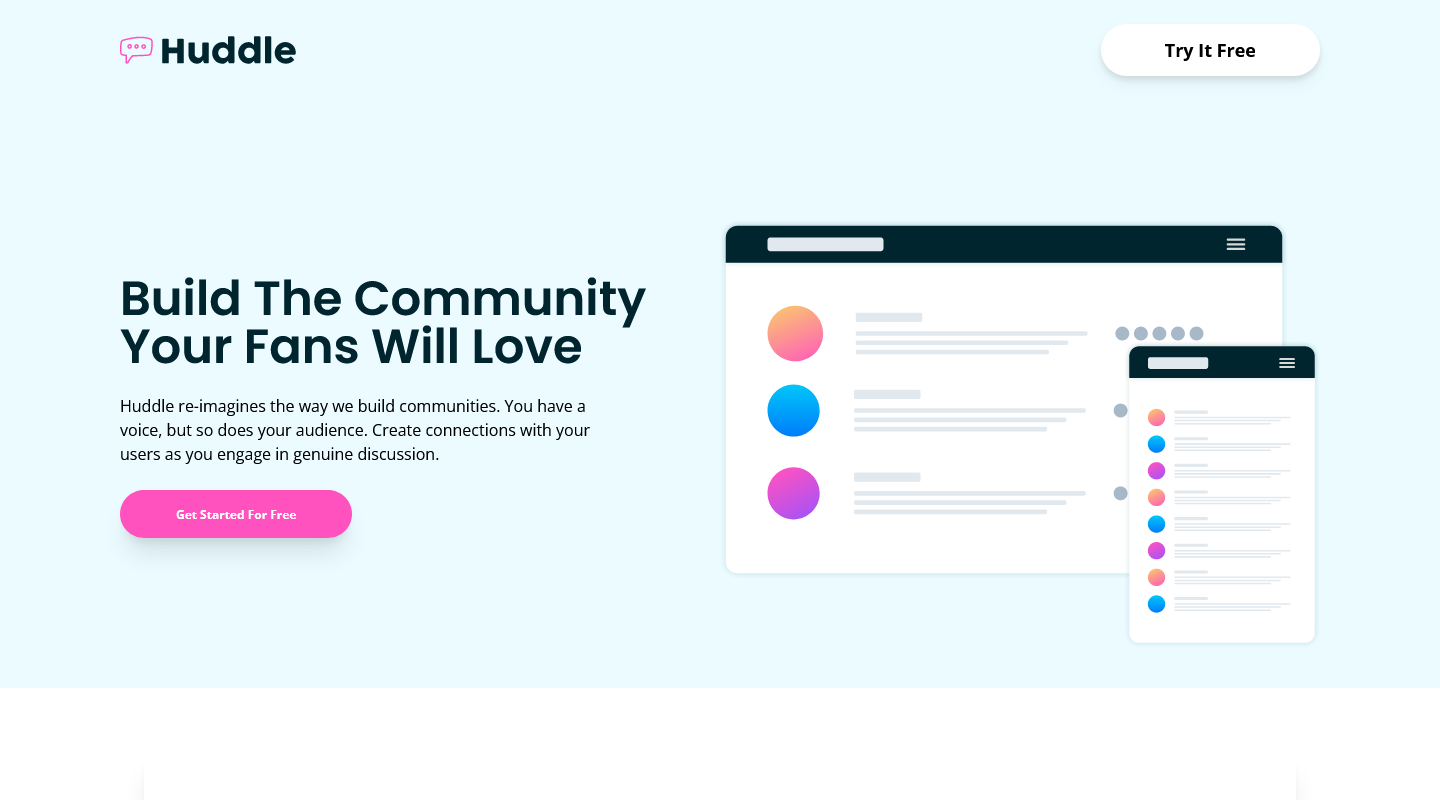 Huddle
Try It Free
Build The Community
Your Fans Will Love
Huddle re-imagines the way we build communities. You have a
voice, but so does your audience. Create connections with your
users as you engage in genuine discussion.
Get Started For Free